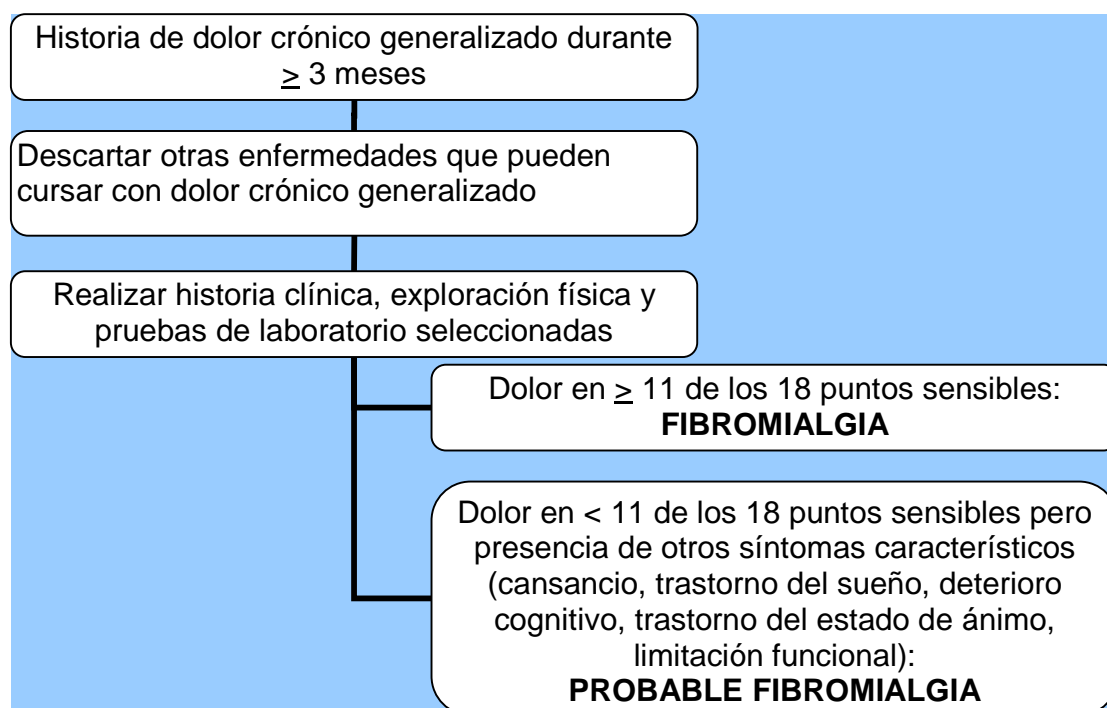 Historia de dolor crónico generalizado durante
≥ 3 meses
Descartar otras enfermedades que pueden
cursar con dolor crónico generalizado
Realizar historia clínica, exploración física y
pruebas de laboratorio seleccionadas
Dolor en ≥ 11 de los 18 puntos sensibles:
FIBROMIALGIA
Dolor en < 11 de los 18 puntos sensibles pero
presencia de otros síntomas característicos
(cansancio, trastorno del sueño, deterioro
cognitivo, trastorno del estado de ánimo,
limitación funcional):
PROBABLE FIBROMIALGIA